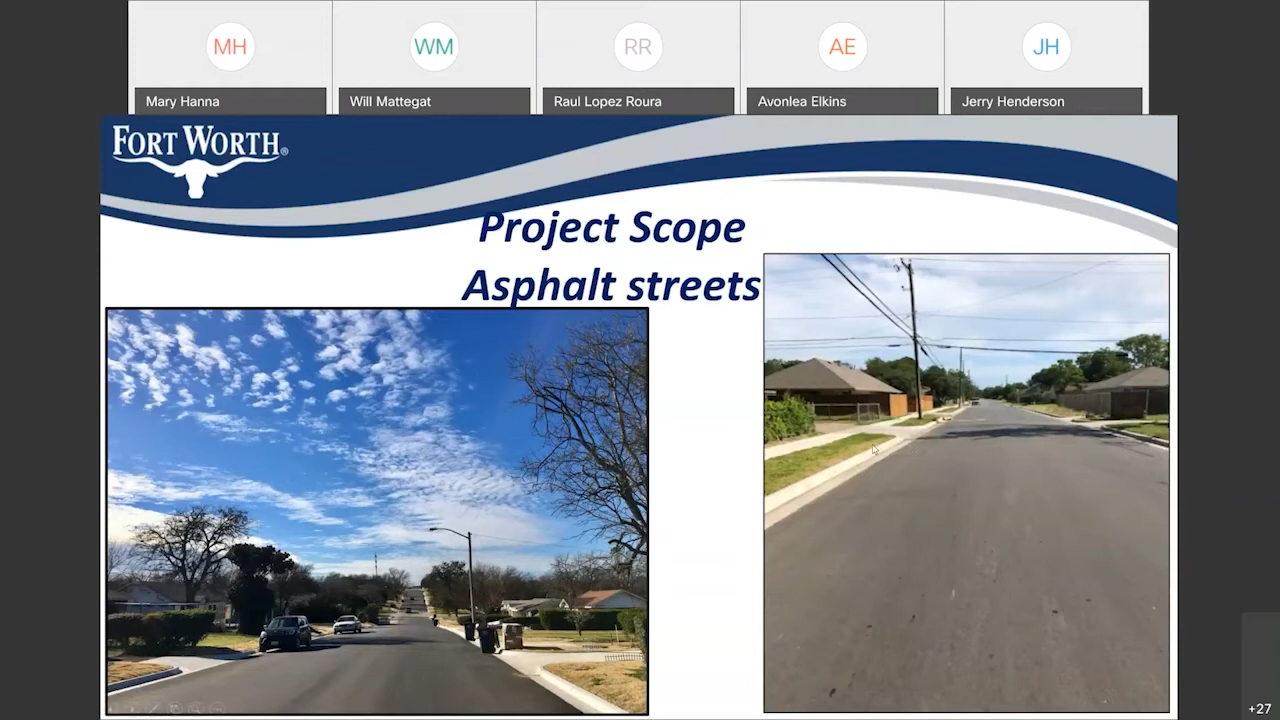 MH
WM
RR
AE
JH
Mary Hanna
Will Mattegat
Raul Lopez Roura
Avonlea Elkins
Jerry Henderson
FORT WORTH®
Project Scope
Asphalt streets
+27